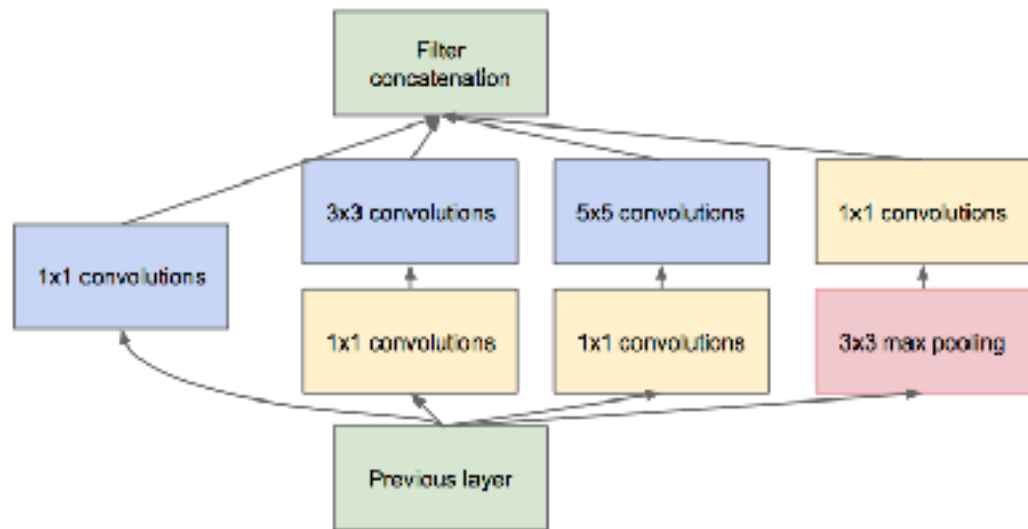 Filter
concatenation
3x3 convolutions
5x5 convolutions
1x1 convolutions
1x1 convolutions
1x1 convolutions
1x1 convolutions
3x3 max pooling
Previous layer